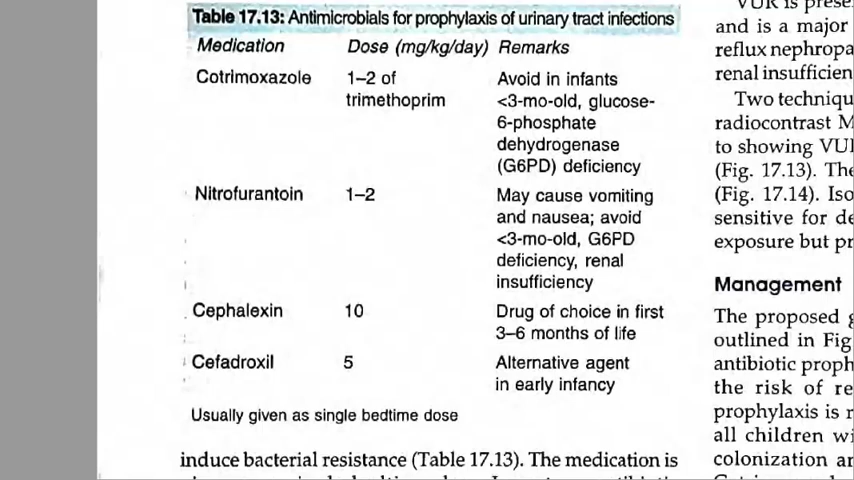 Table 17.13: Antimicrobials for prophylaxis of urinary tract infections
Medication Dose (mg/kg/day) Remarks
Cotrimoxazole 1–2 of Avoid in infants
trimethoprim <3-mo-old, glucose-
6-phosphate
dehydrogenase
(G6PD) deficiency
Nitrofurantoin 1–2 May cause vomiting
and nausea; avoid
<3-mo-old, G6PD
deficiency, renal
insufficiency
Cephalexin 10 Drug of choice in first
3–6 months of life
Cefadroxil 5 Alternative agent
in early infancy
Usually given as single bedtime dose
induce bacterial resistance (Table 17.13). The medication is
VUR is prese
and is a major
reflux nephropa
renal insufficien
Two techniqu
radiocontrast M
to showing VUI
(Fig. 17.13). The
(Fig. 17.14). Iso
sensitive for de
exposure but pr
Management
The proposed g
outlined in Fig
antibiotic proph
the risk of re
prophylaxis is r
all children wi
colonization ar